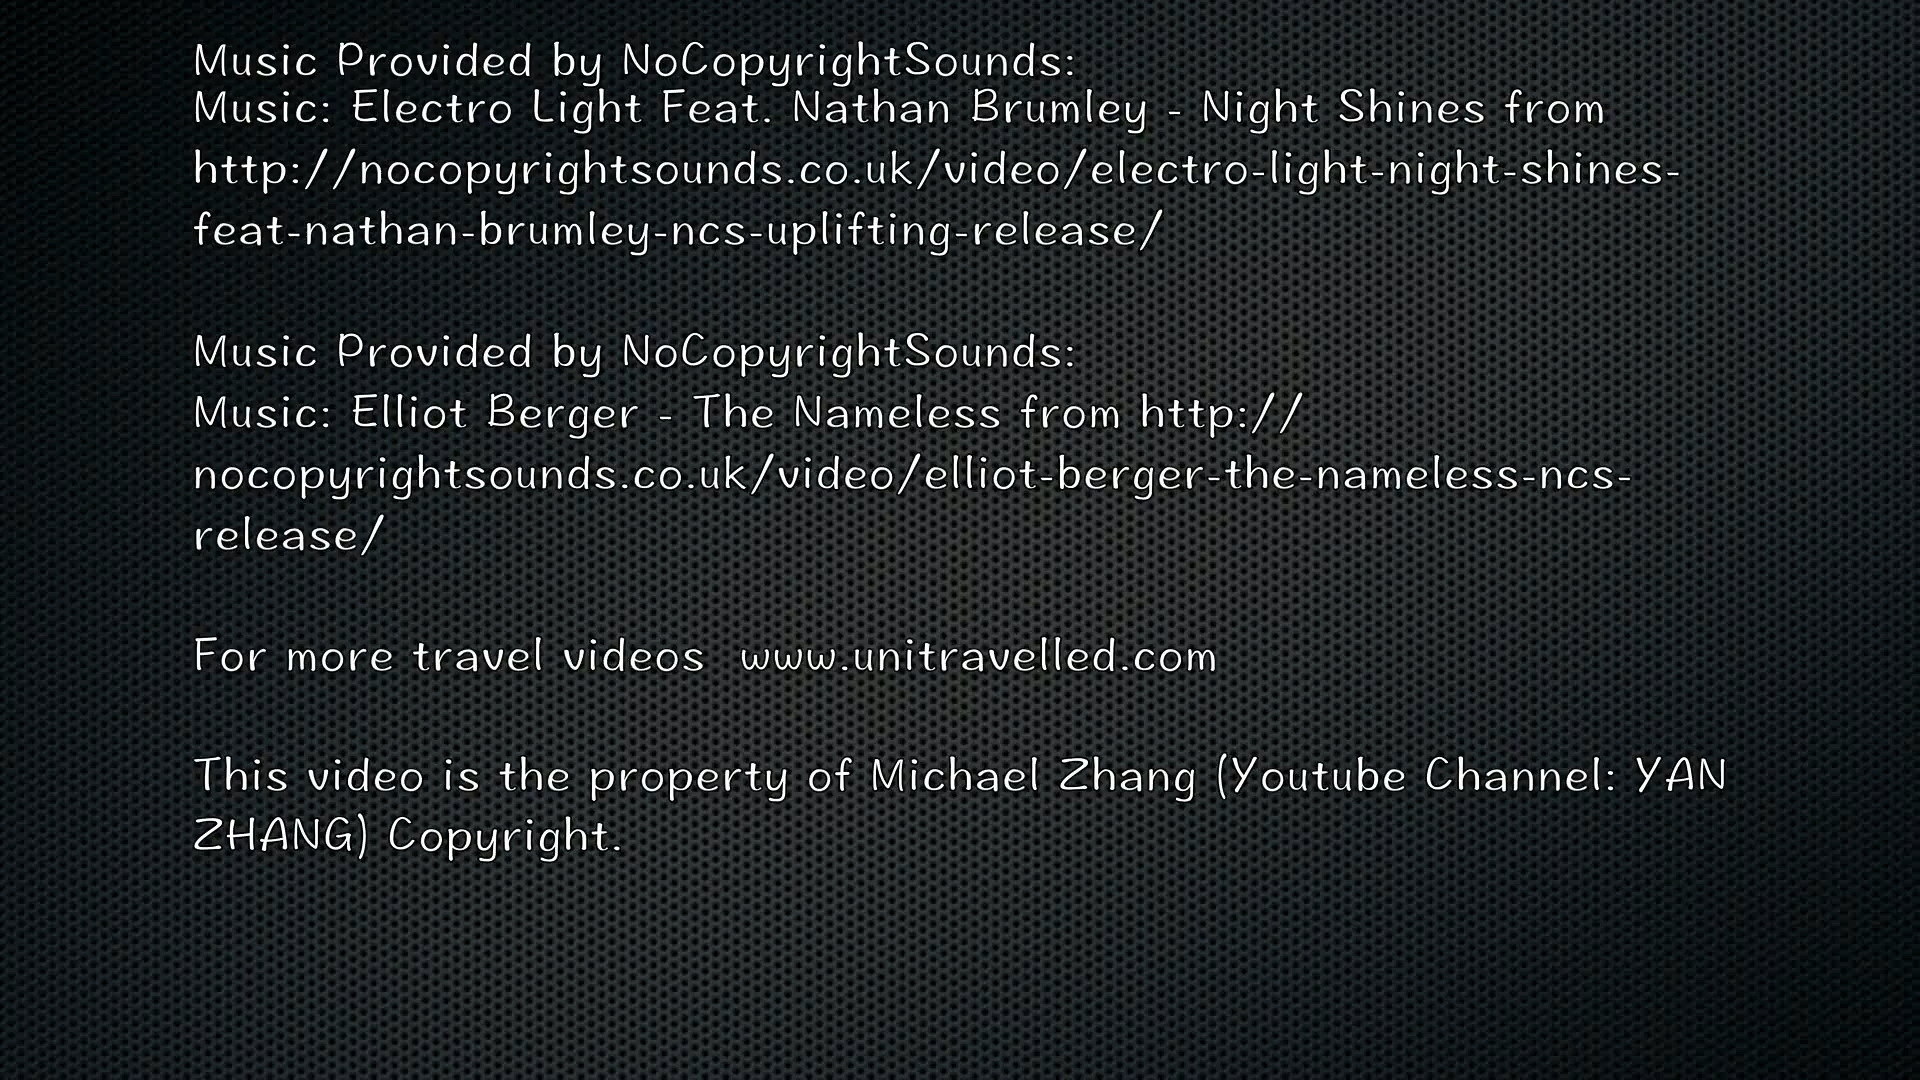 Music Provided by NoCopyrightSounds:
Music: Electro Light Feat. Nathan Brumley - Night Shines from
http://nocopyrightsounds.co.uk/video/electro-light-night-shines-
feat-nathan-brumley-ncs-uplifting-release/
Music Provided by NoCopyrightSounds:
Music: Elliot Berger - The Nameless from http://
nocopyrightsounds.co.uk/video/elliot-berger-the-nameless-ncs-
release/
For more travel videos  www.unitravelled.com
This video is the property of Michael Zhang (Youtube Channel: YAN
ZHANG) Copyright.